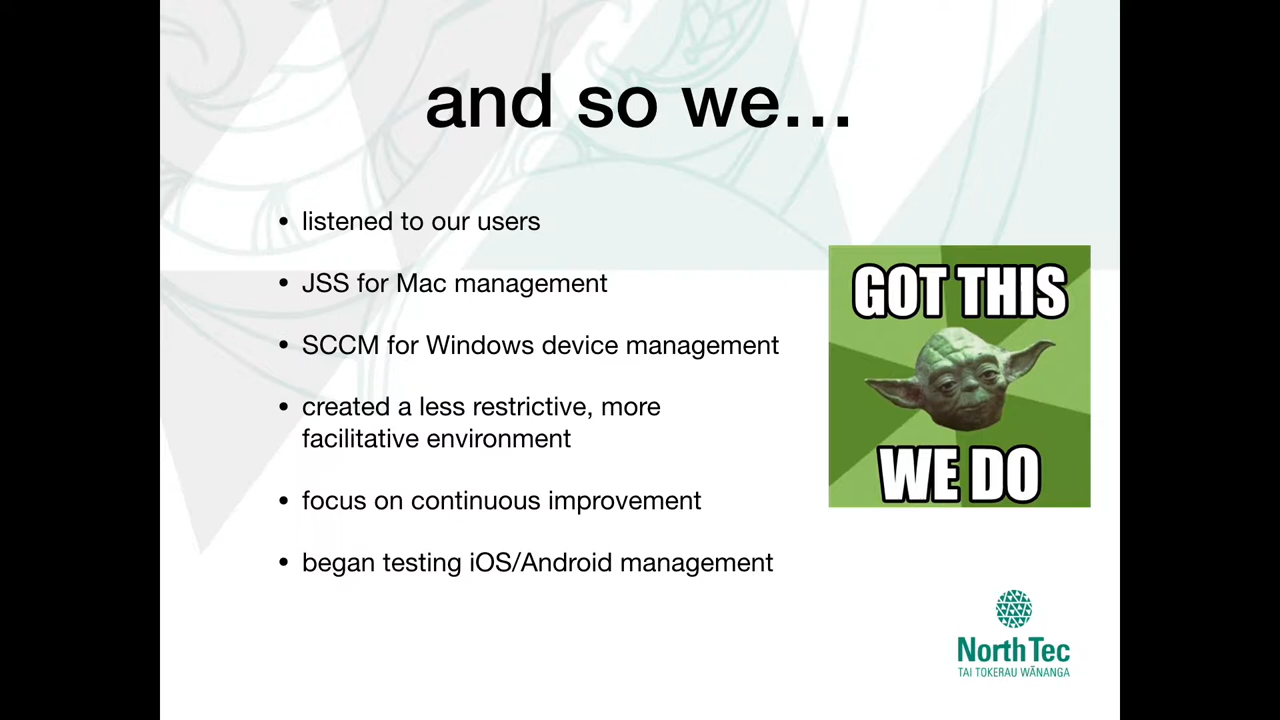 and so we...
• listened to our users
• JSS for Mac management
• SCCM for Windows device management
• created a less restrictive, more
facilitative environment
• focus on continuous improvement
• began testing iOS/Android management
GOT THIS
WE DO
NorthTec
TAI TOKERAU WĀNANGA